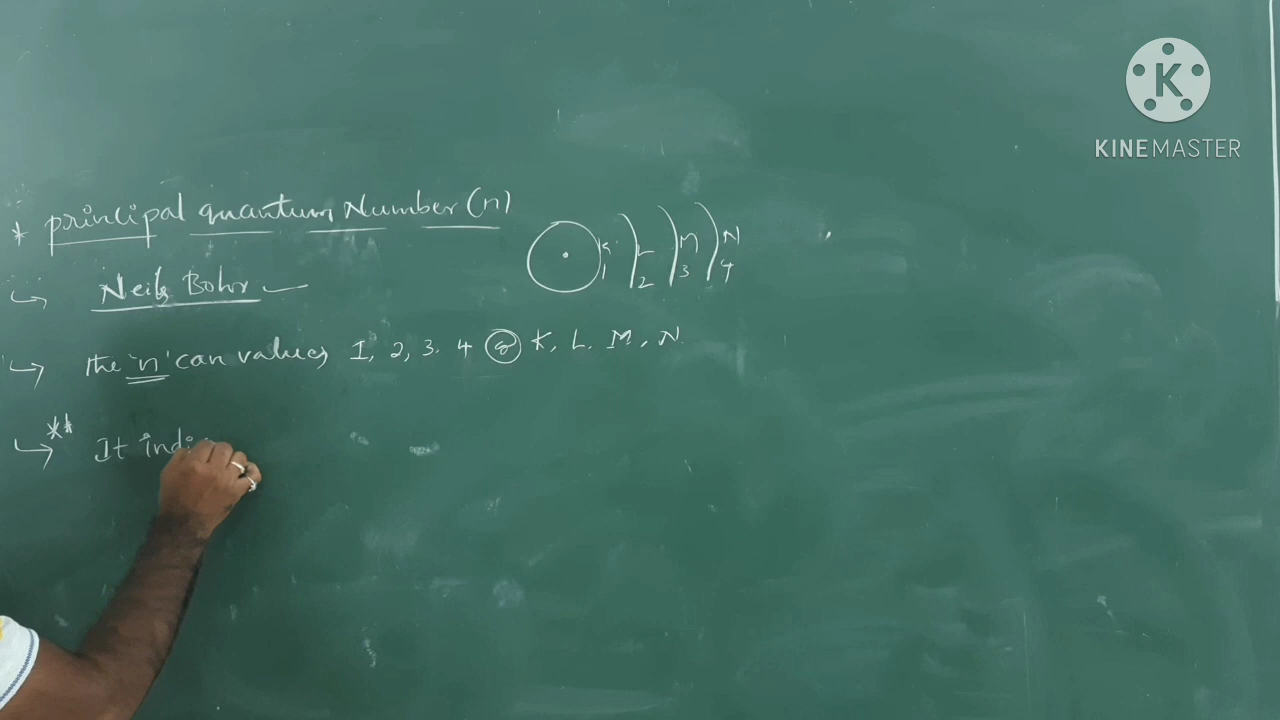 * principal quantum Number (n)
Neils Bohr
the 'n' can values 1, 2, 3. 4 or K, L. M, N.
** It indi
K L M N
1 2 3 4
K
KINEMASTER